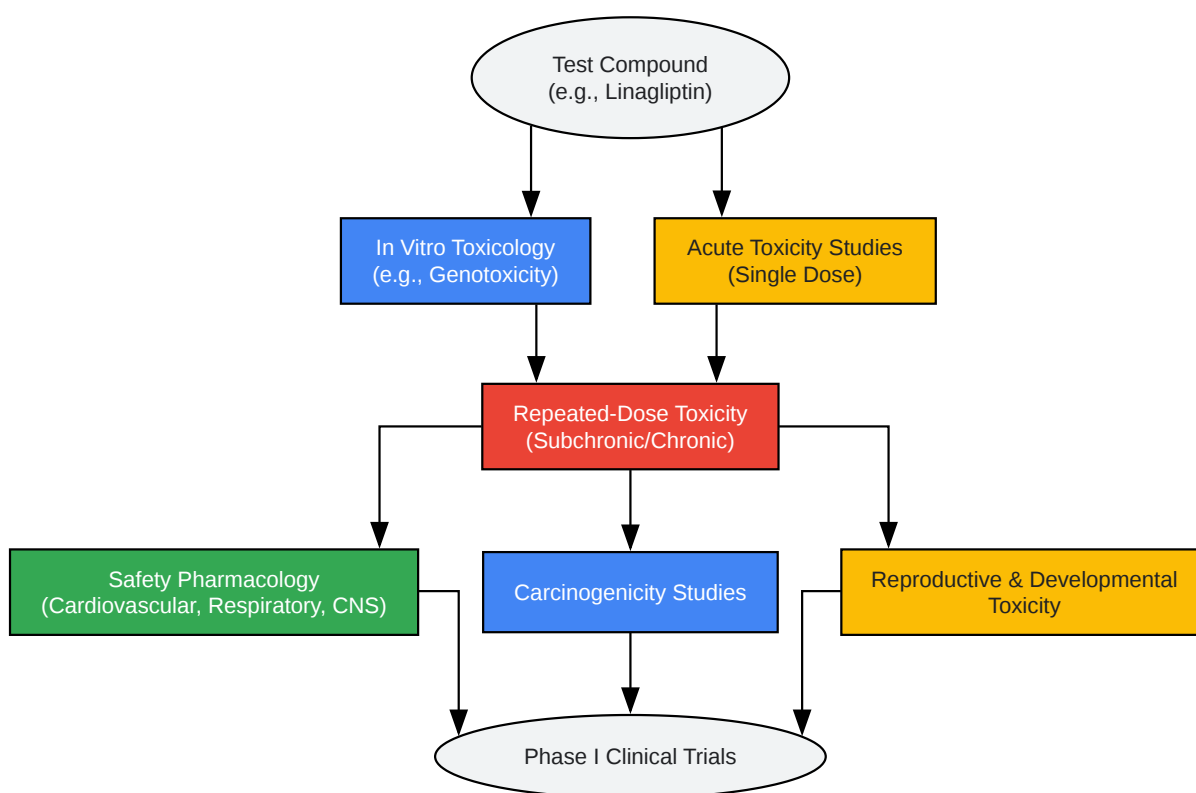 Test Compound
(e.g., Linagliptin)
In Vitro Toxicology
(e.g., Genotoxicity)
Acute Toxicity Studies
(Single Dose)
Repeated-Dose Toxicity
(Subchronic/Chronic)
Safety Pharmacology
(Cardiovascular, Respiratory, CNS)
Carcinogenicity Studies
Reproductive & Developmental
Toxicity
Phase I Clinical Trials